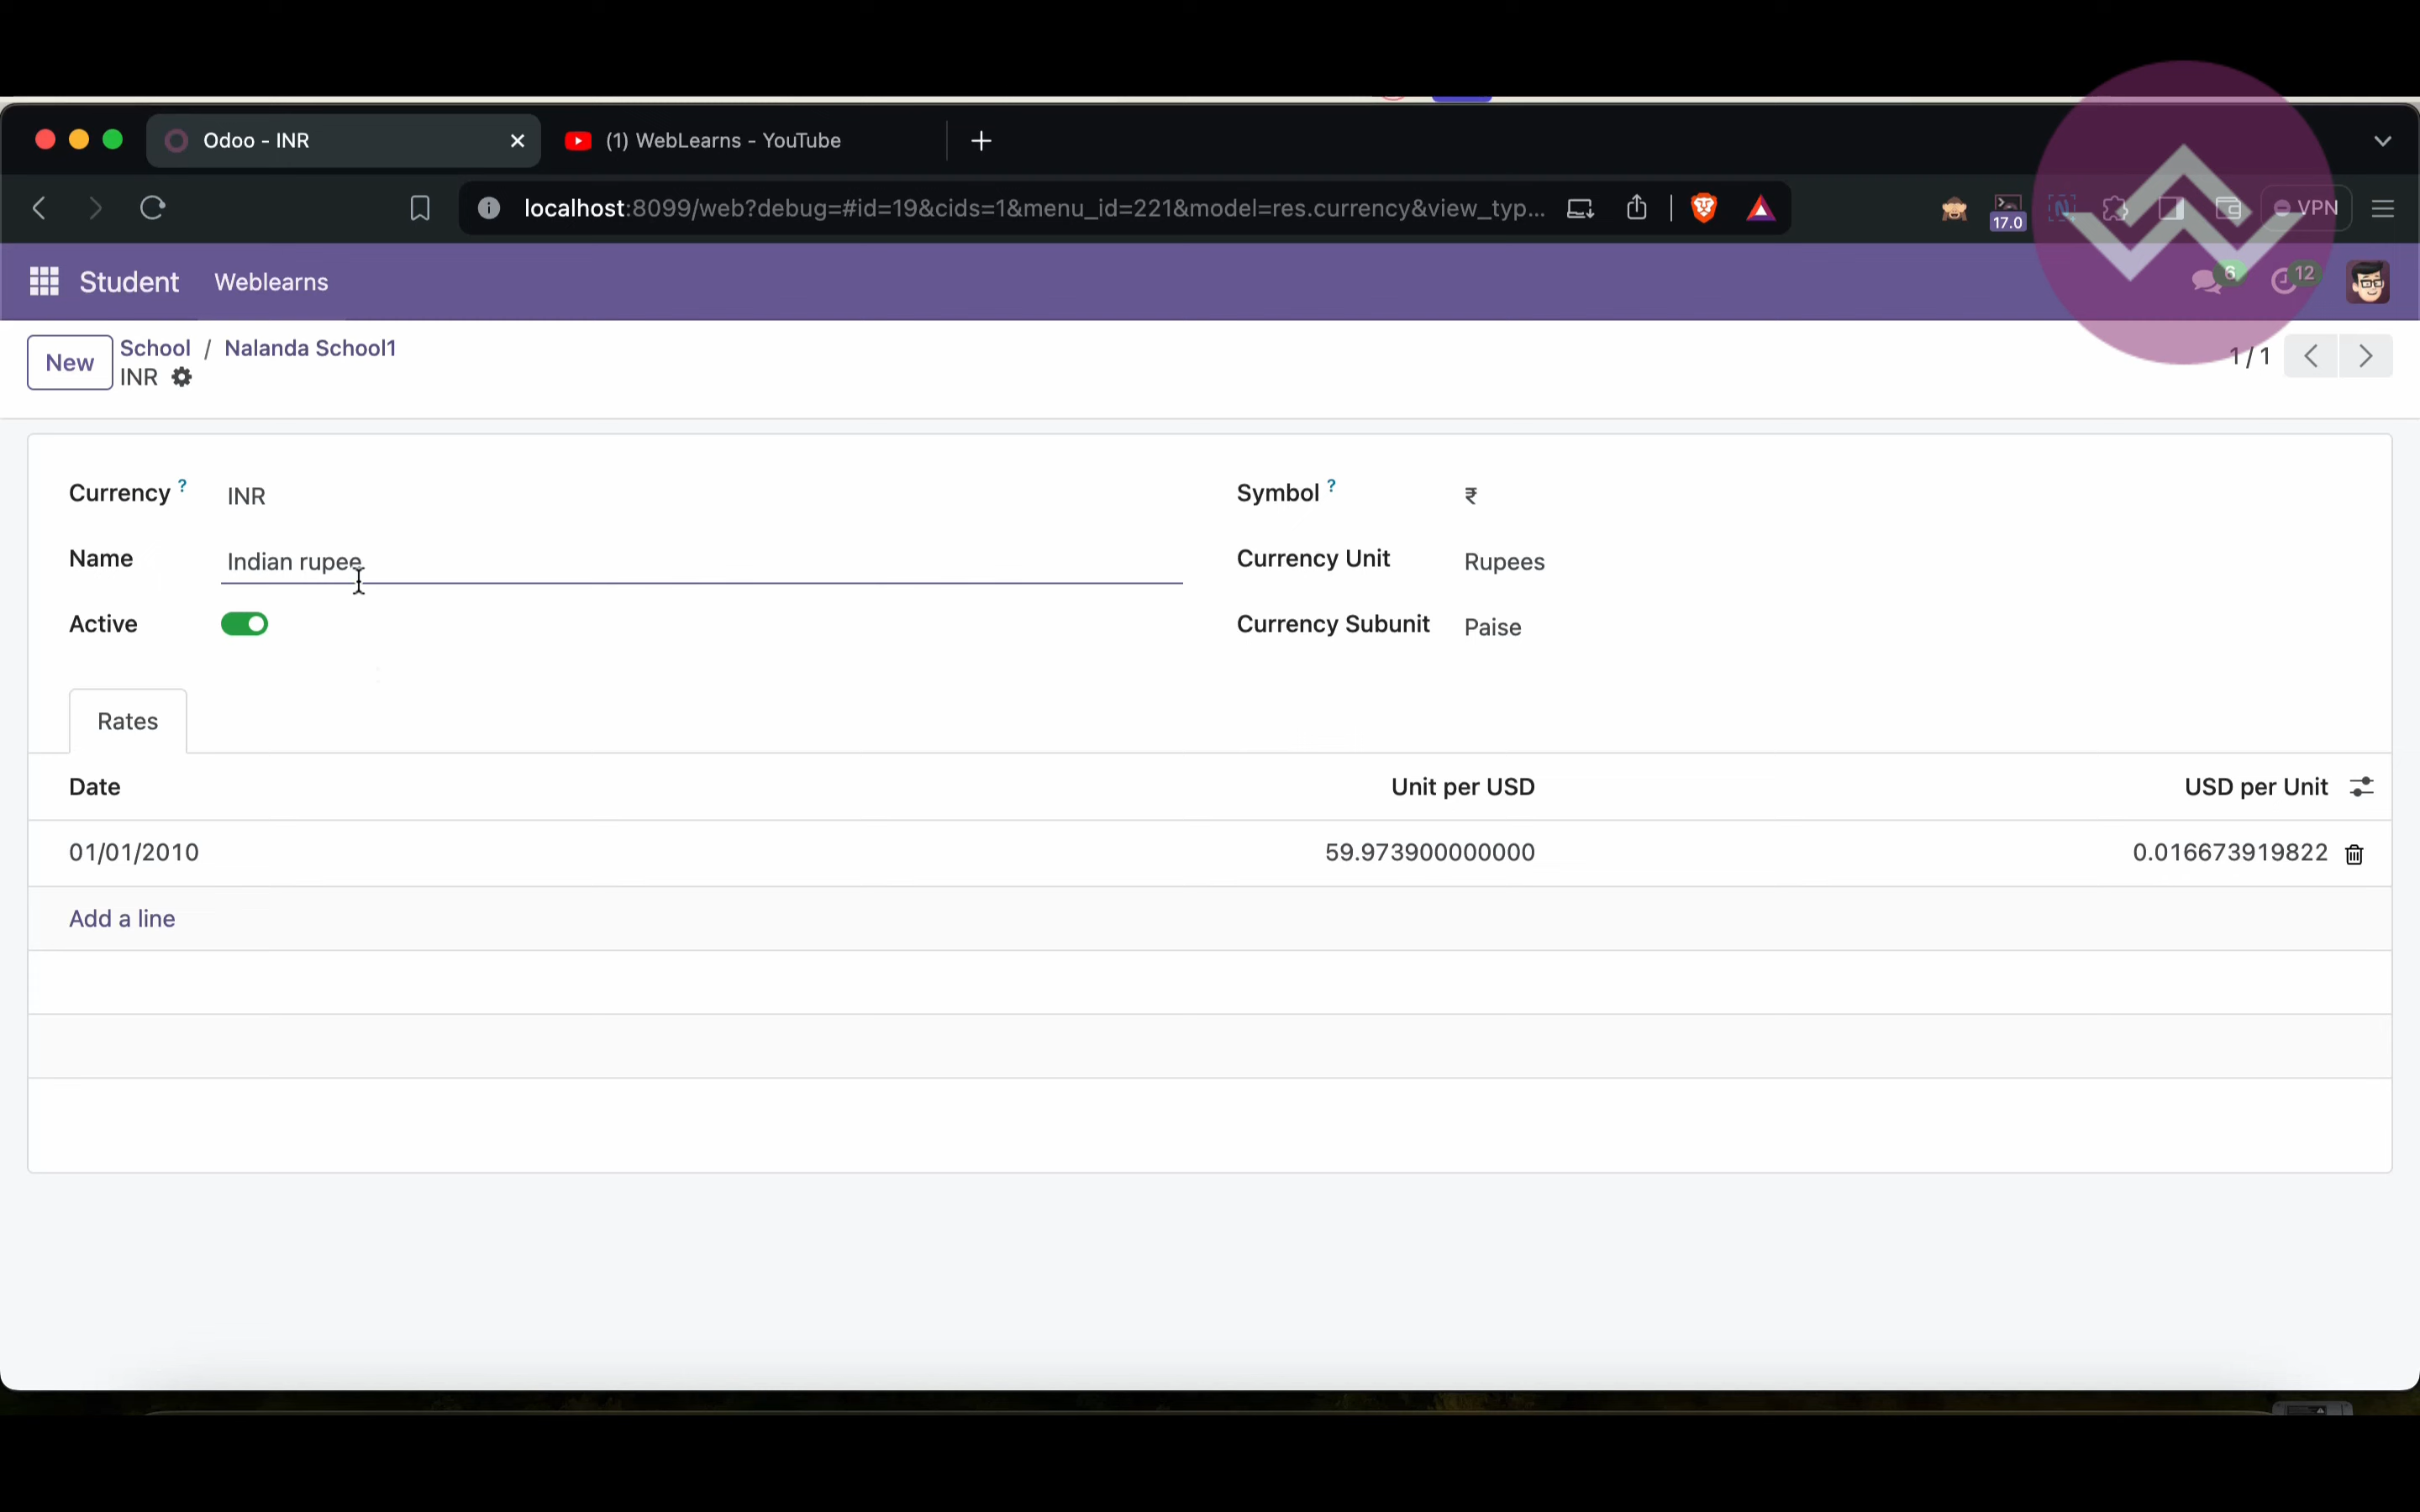 Odoo - INR
(1) WebLearns - YouTube
localhost:8099/web?debug=#id=19&cids=1&menu_id=221&model=res.currency&view_typ...
17.0
VPN
Student
Weblearns
6
12
New
School / Nalanda School1
INR
1 / 1
Currency ?
INR
Symbol ?
₹
Name
Indian rupee
Currency Unit
Rupees
Active
Currency Subunit
Paise
Rates
Date
Unit per USD
USD per Unit
01/01/2010
59.973900000000
0.016673919822
Add a line